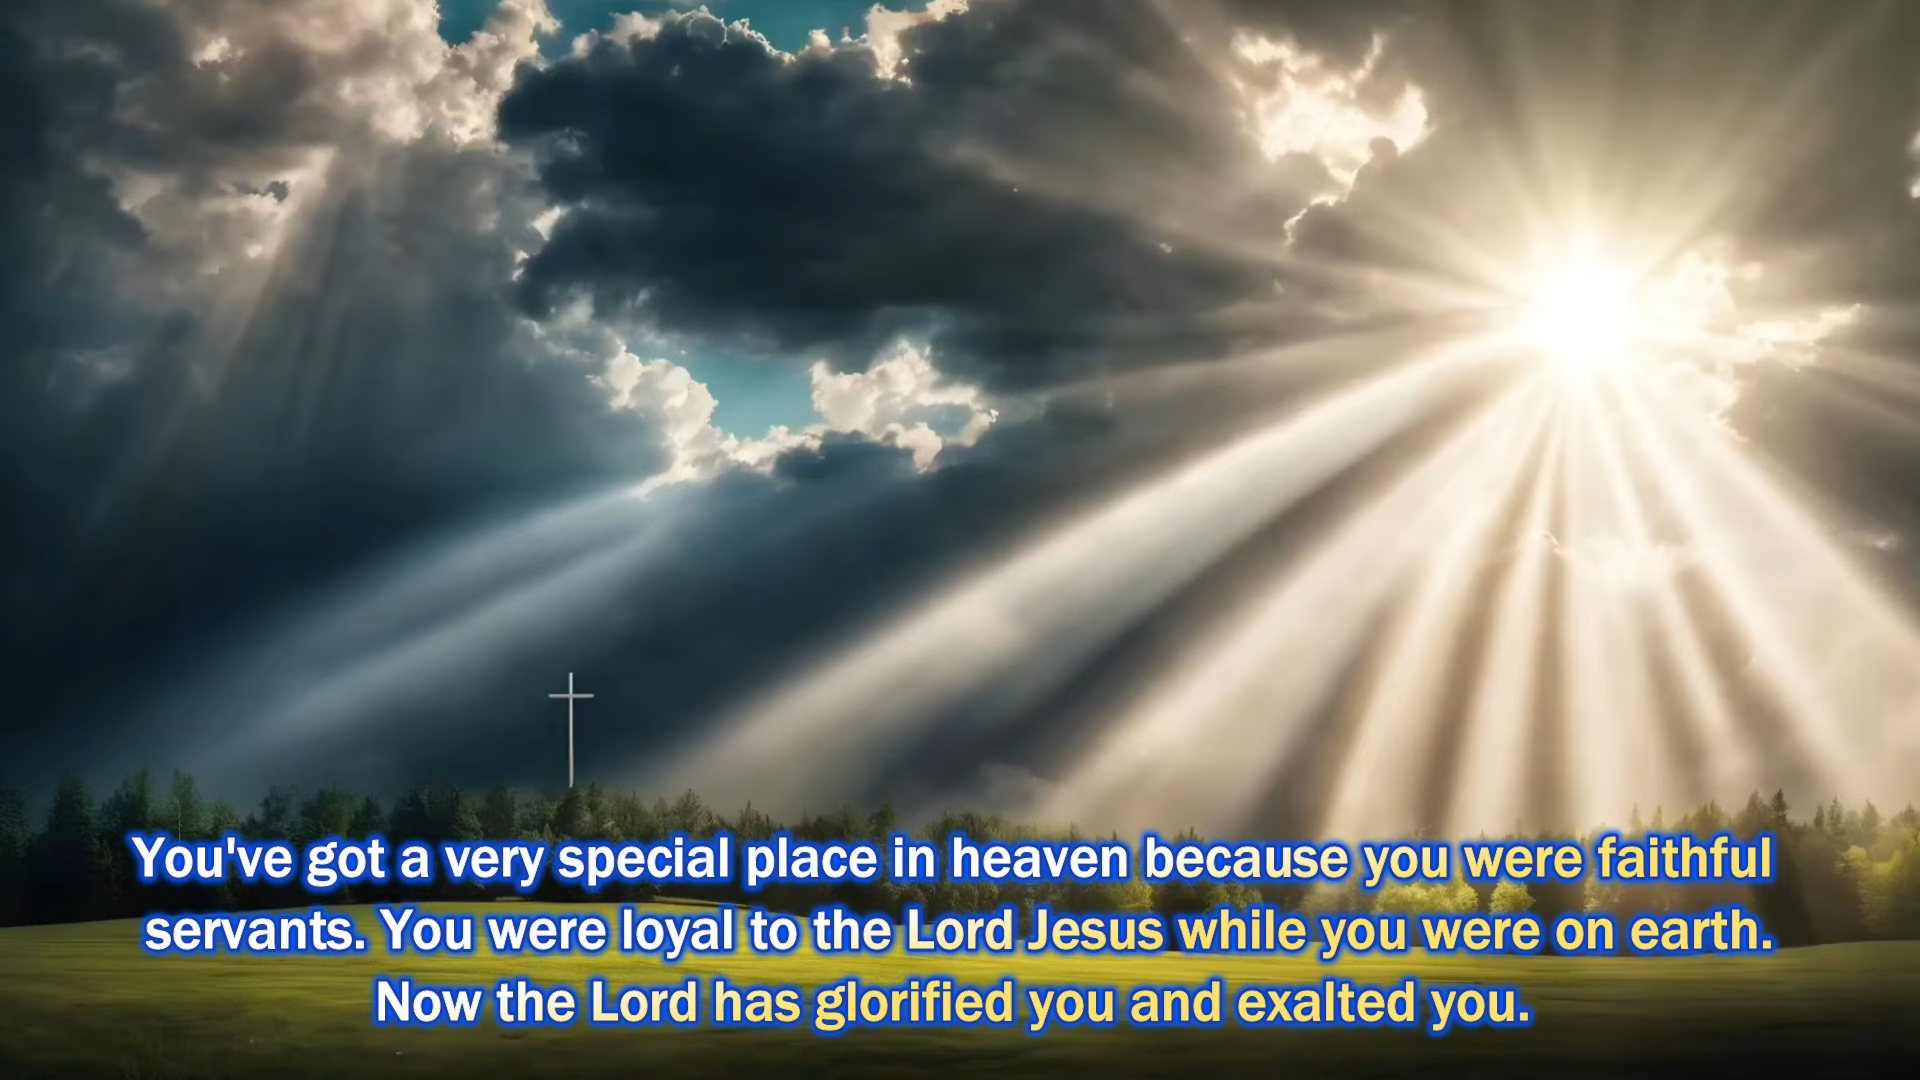 You've got a very special place in heaven because you were faithful
servants. You were loyal to the Lord Jesus while you were on earth.
Now the Lord has glorified you and exalted you.